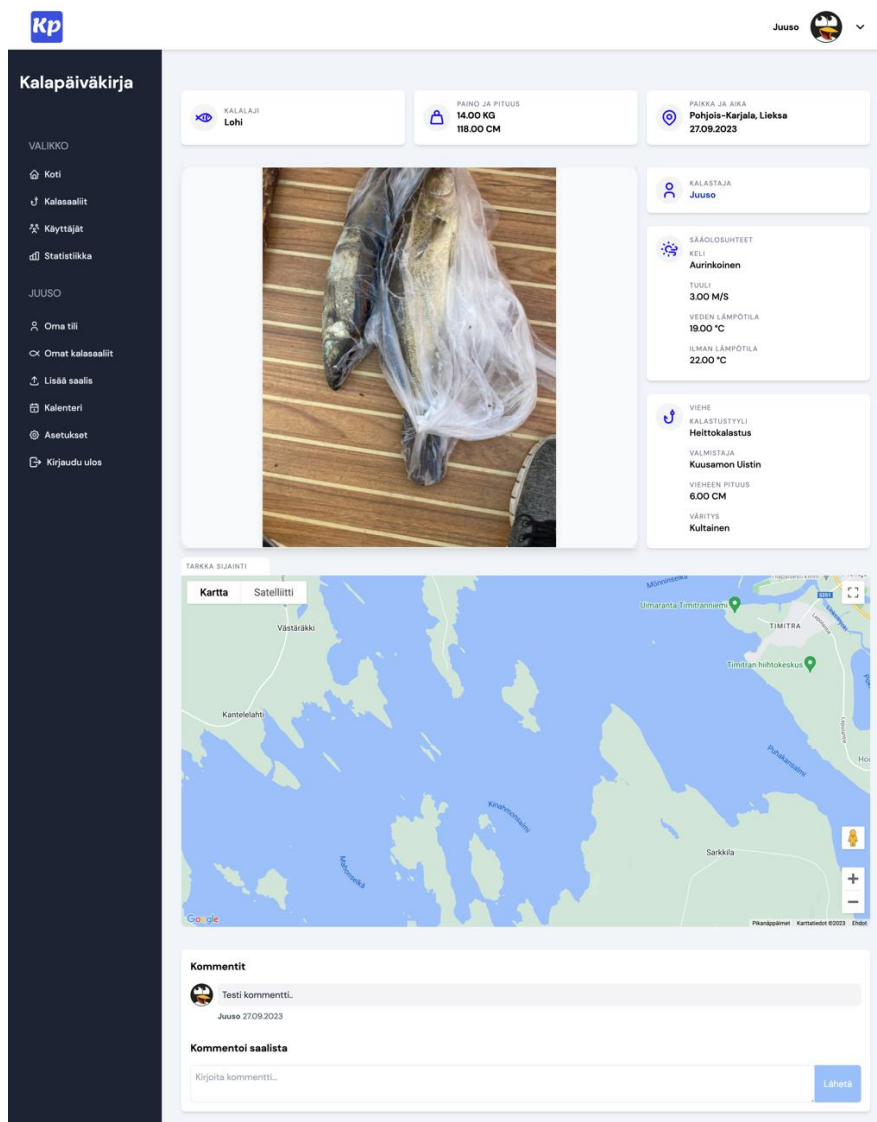 Kp
Juuso
Kalapäiväkirja
VALIKKO
Koti
Kalasaaliit
Käyttäjät
Statistiikka
JUUSO
Oma tili
Omat kalasaaliit
Lisää saalis
Kalenteri
Asetukset
Kirjaudu ulos
KALALAJI
Lohi
PAINO JA PITUUS
14.00 KG
118.00 CM
PAIKKA JA AIKA
Pohjois-Karjala, Lieksa
27.09.2023
KALASTAJA
Juuso
SÄÄOLOSUHTEET
KELI
Aurinkoinen
TUULI
3.00 M/S
VEDEN LÄMPÖTILA
19.00 °C
ILMAN LÄMPÖTILA
22.00 °C
VIEHE
KALASTUSTYYLI
Heittokalastus
VALMISTAJA
Kuusamon Uistin
VIEHEEN PITUUS
6.00 CM
VÄRITYS
Kultainen
TARKKA SIJAINTI
Kartta Satelliitti
Mönninselkä
Uimaranta Timitranniemi
TIMITRA
Västäräkki
Timitran hiihtokeskus
Kantelelahti
Puhakansalmi
Kinahmonsalmi
Mahonselkä
Sarkkila
Google
Pikanäppäimet Karttatiedot ©2023 Ehdot
Kommentit
Testi kommentti..
Juuso 27.09.2023
Kommentoi saalista
Kirjoita kommentti...
Lähetä